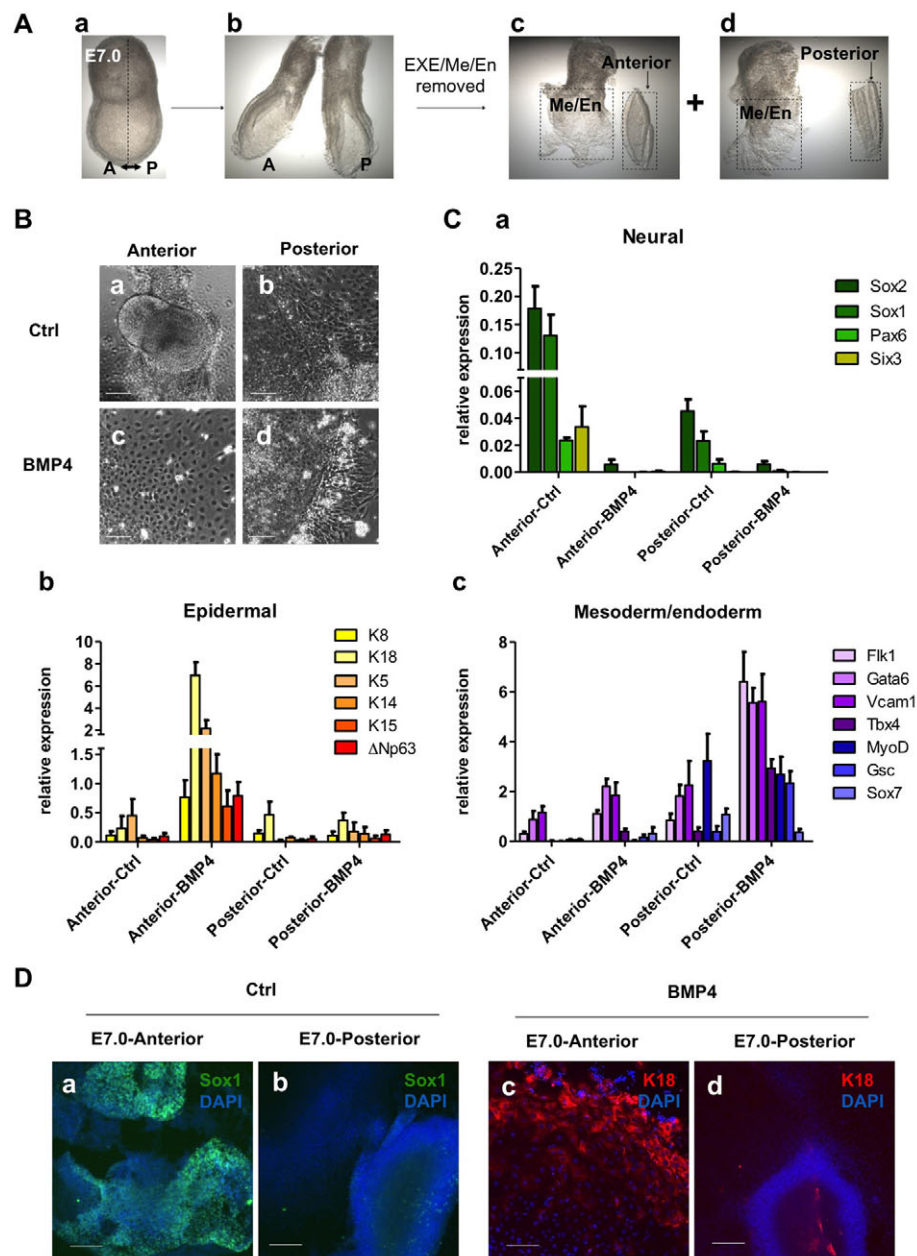 A
a
E7.0
A
P
b
A
P
EXE/Me/En
removed
c
Anterior
Me/En
+
d
Posterior
Me/En
B
Anterior
Posterior
Ctrl
a
b
BMP4
c
d
C
a
Neural
relative expression
0.25
0.20
0.15
0.10
0.06
0.04
0.02
0.00
Sox2
Sox1
Pax6
Six3
Anterior-Ctrl
Anterior-BMP4
Posterior-Ctrl
Posterior-BMP4
b
Epidermal
relative expression
10
8
6
4
2
1.5
1.0
0.5
0.0
K8
K18
K5
K14
K15
ΔNp63
Anterior-Ctrl
Anterior-BMP4
Posterior-Ctrl
Posterior-BMP4
c
Mesoderm/endoderm
relative expression
8
6
4
2
0
Flk1
Gata6
Vcam1
Tbx4
MyoD
Gsc
Sox7
Anterior-Ctrl
Anterior-BMP4
Posterior-Ctrl
Posterior-BMP4
D
Ctrl
BMP4
E7.0-Anterior
E7.0-Posterior
E7.0-Anterior
E7.0-Posterior
a
Sox1
DAPI
b
Sox1
DAPI
c
K18
DAPI
d
K18
DAPI